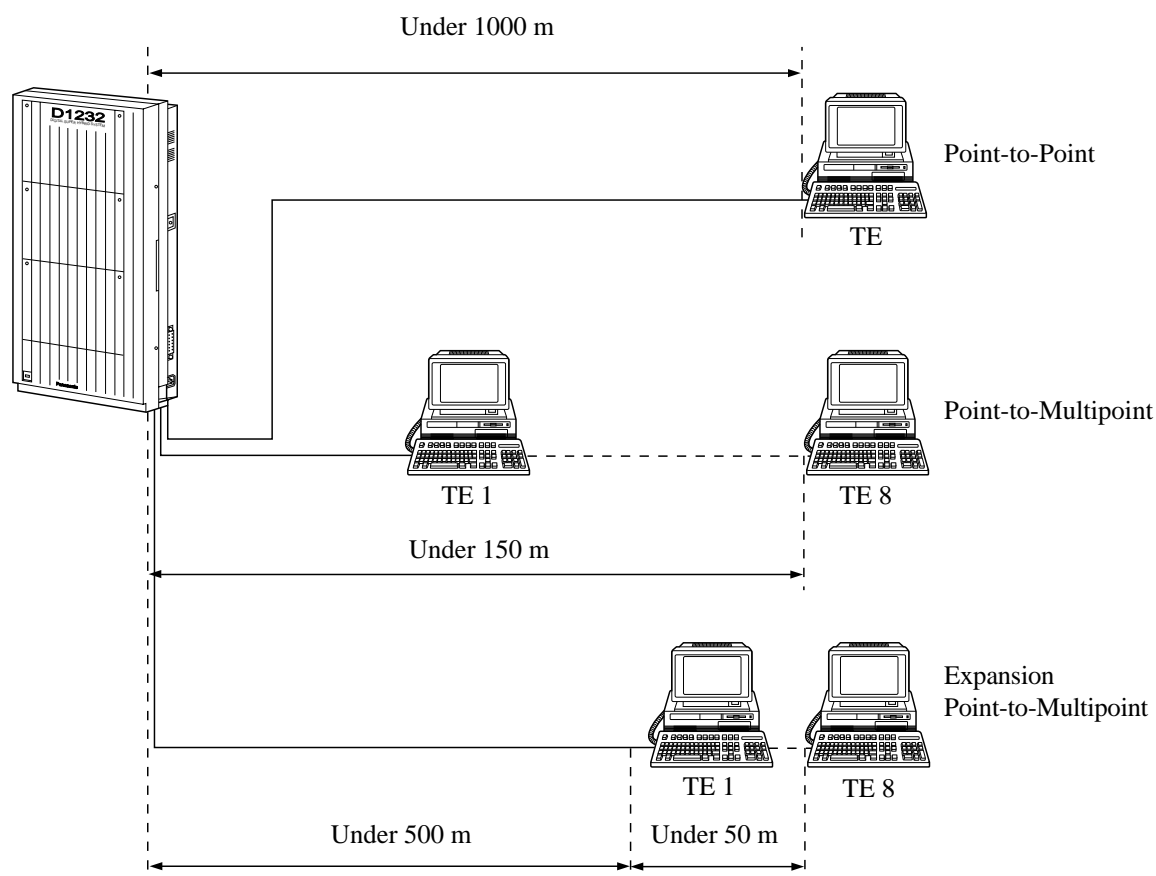 Under 1000 m
D1232
Point-to-Point
TE
Panasonic
Point-to-Multipoint
TE 1
TE 8
Under 150 m
Expansion
Point-to-Multipoint
TE 1
TE 8
Under 500 m
Under 50 m